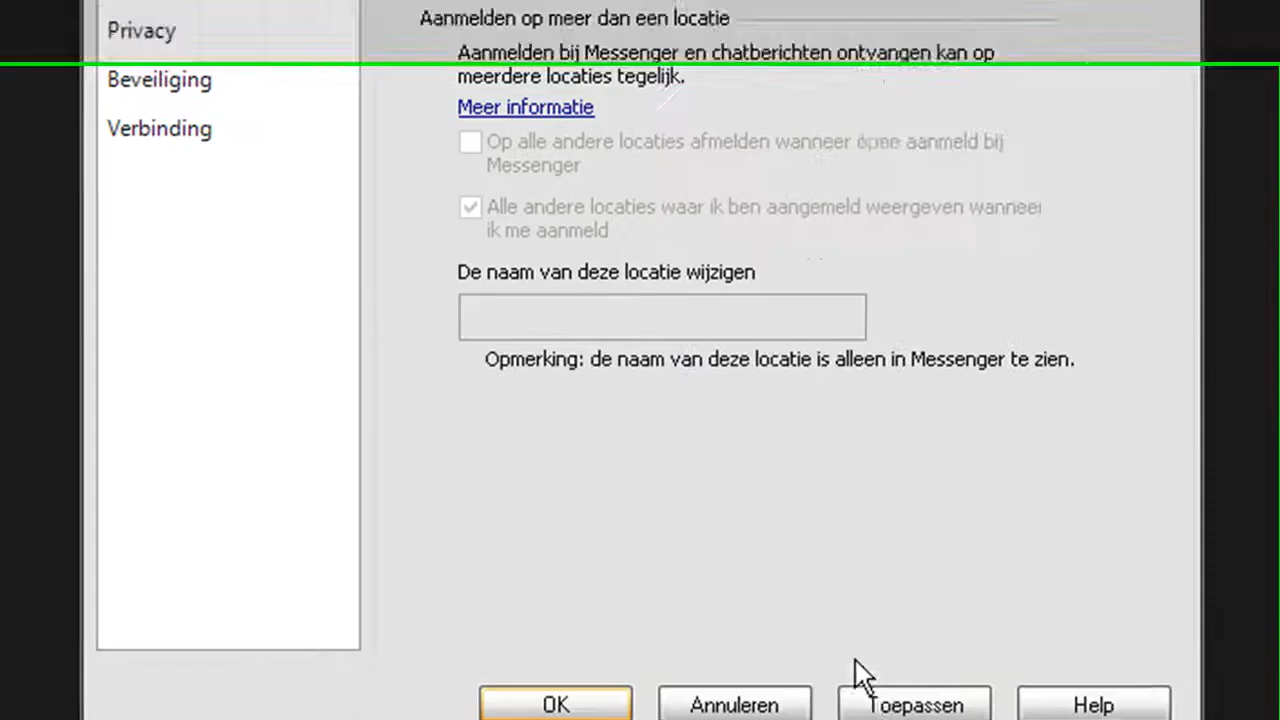 Privacy
Beveiliging
Verbinding
Aanmelden op meer dan een locatie
Aanmelden bij Messenger en chatberichten ontvangen kan op
meerdere locaties tegelijk.
Meer informatie
Op alle andere locaties afmelden wanneer aanmeld bij
Messenger
Alle andere locaties waar ik ben aangemeld weergeven wanneer
ik me aanmeld
De naam van deze locatie wijzigen
Opmerking: de naam van deze locatie is alleen in Messenger te zien.
OK
Annuleren
Toepassen
Help